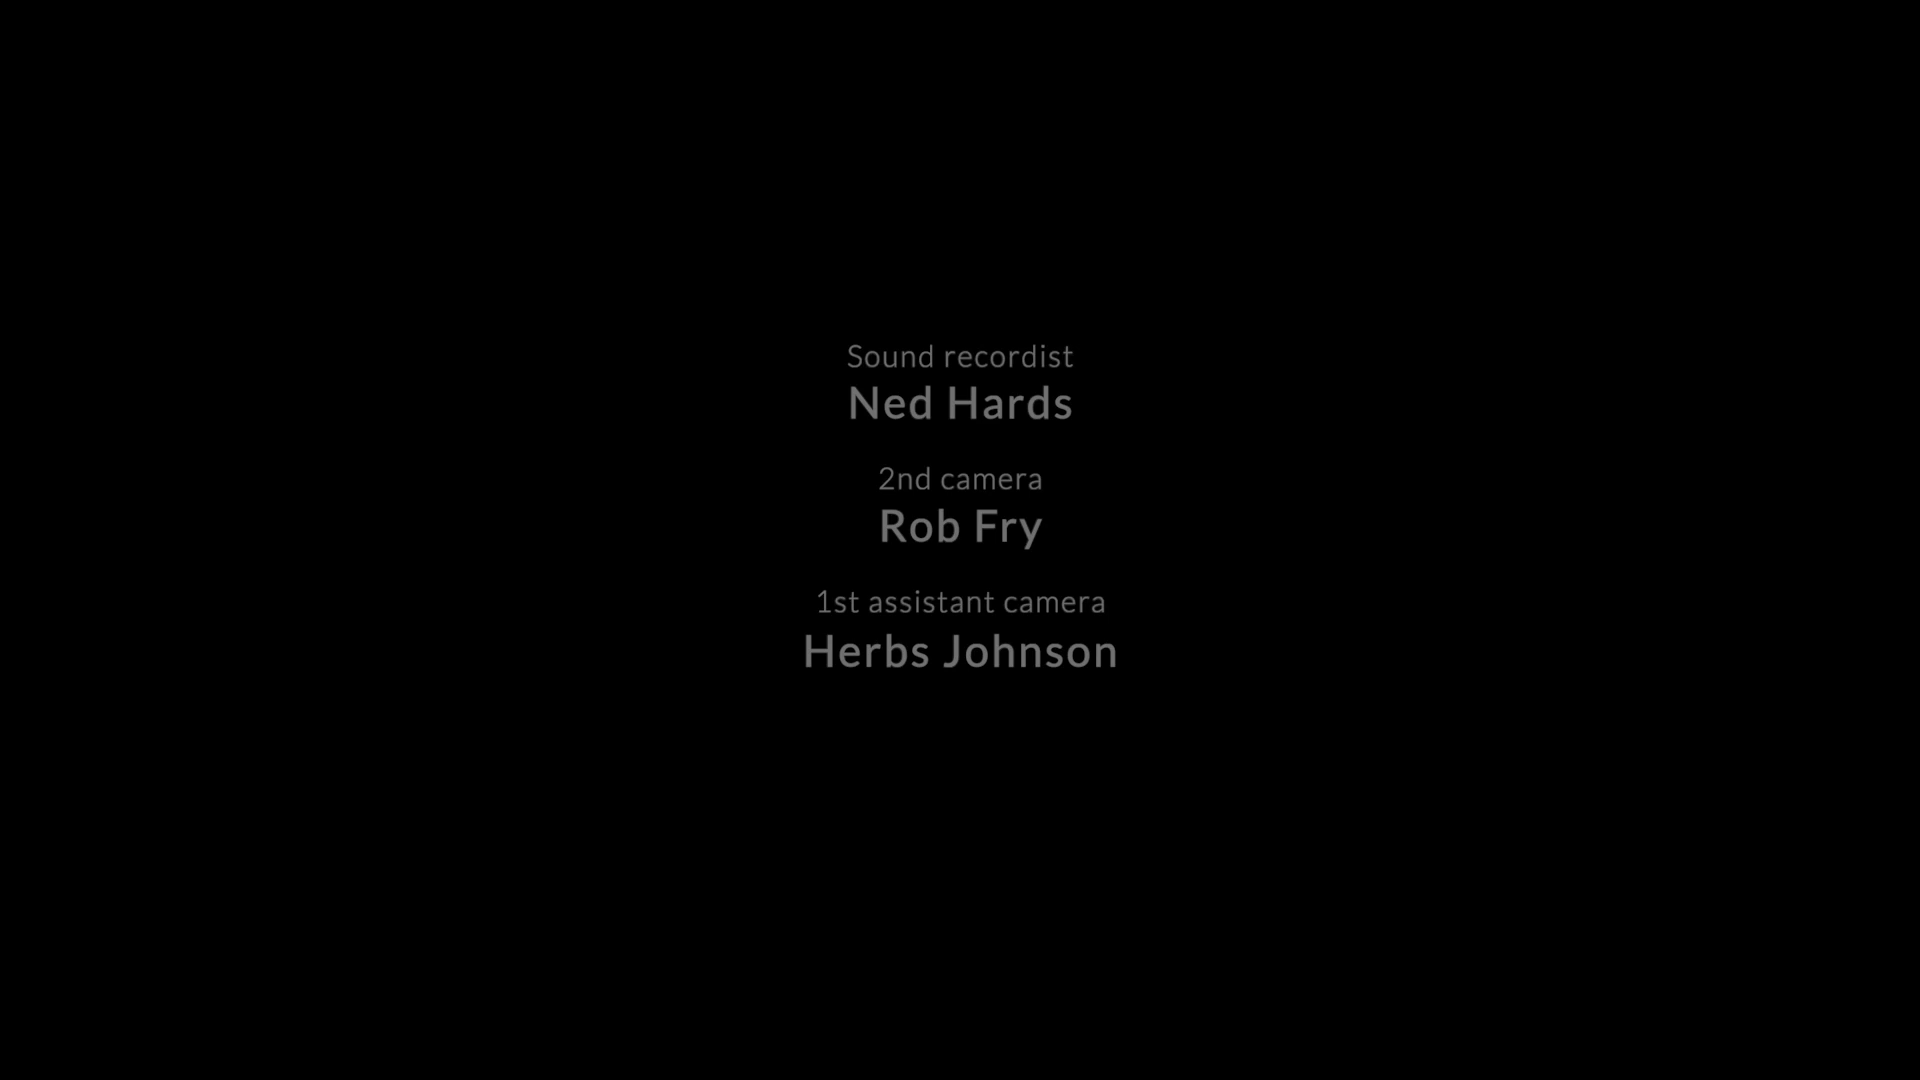 Sound recordist
Ned Hards
2nd camera
Rob Fry
1st assistant camera
Herbs Johnson